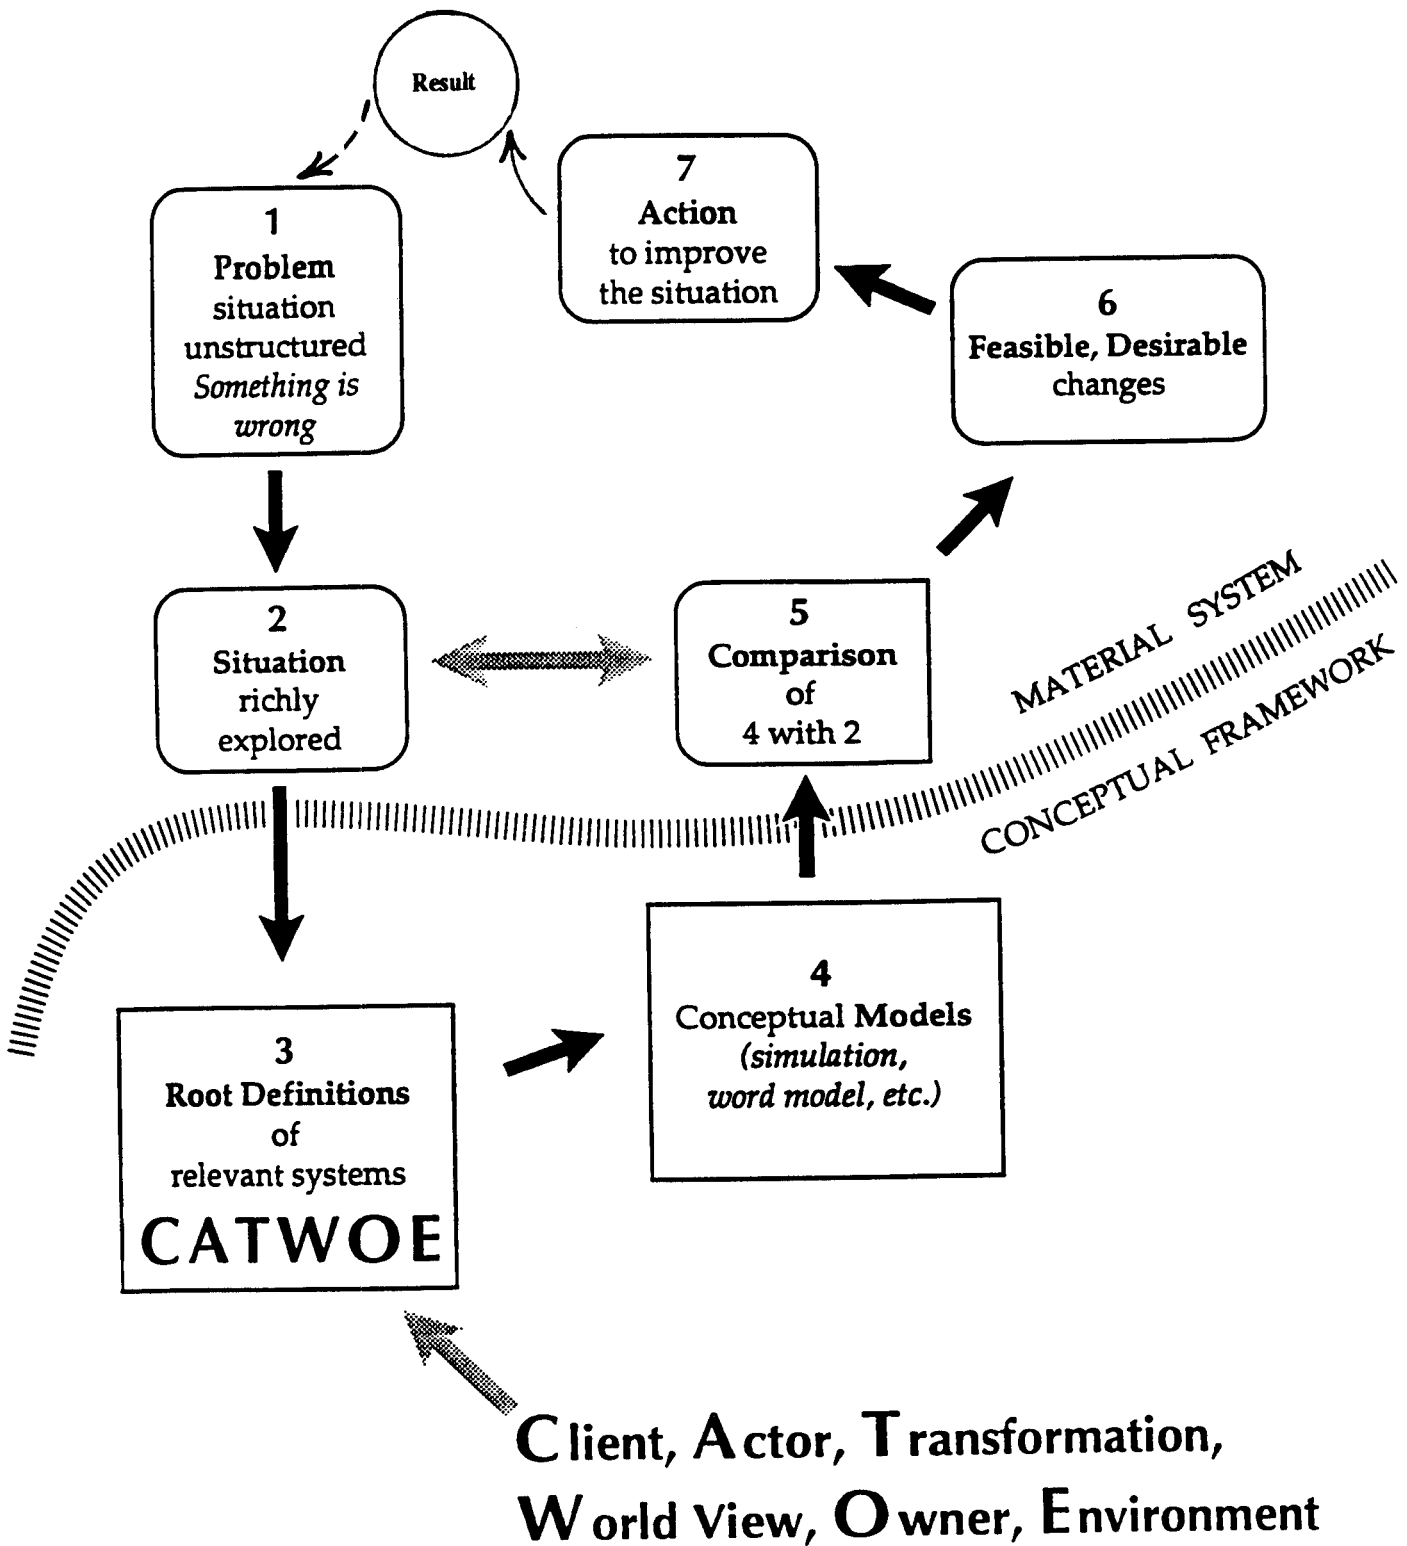 Result
1
Problem
situation
unstructured
Something is
wrong
7
Action
to improve
the situation
6
Feasible, Desirable
changes
2
Situation
richly
explored
5
Comparison
of
4 with 2
MATERIAL SYSTEM
CONCEPTUAL FRAMEWORK
3
Root Definitions
of
relevant systems
CATWOE
4
Conceptual Models
(simulation,
word model, etc.)
Client, Actor, Transformation,
World View, Owner, Environment